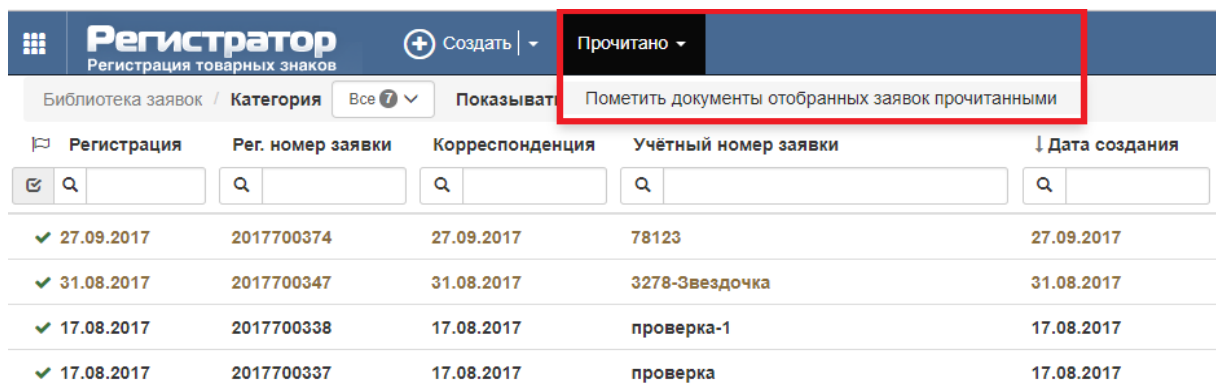 Регистратор
Регистрация товарных знаков
Создать
Прочитано
Библиотека заявок / Категория Все 7 Показыват
Пометить документы отобранных заявок прочитанными
Регистрация Рег. номер заявки Корреспонденция Учётный номер заявки Дата создания
27.09.2017 2017700374 27.09.2017 78123 27.09.2017
31.08.2017 2017700347 31.08.2017 3278-Звездочка 31.08.2017
17.08.2017 2017700338 17.08.2017 проверка-1 17.08.2017
17.08.2017 2017700337 17.08.2017 проверка 17.08.2017